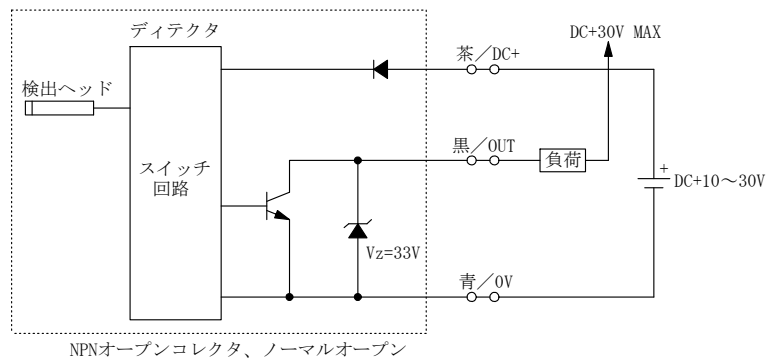 ディテクタ
DC+30V MAX
茶／DC+
検出ヘッド
黒／OUT
スイッチ
回路
負荷
+
DC+10～30V
Vz=33V
青／0V
NPNオープンコレクタ、ノーマルオープン